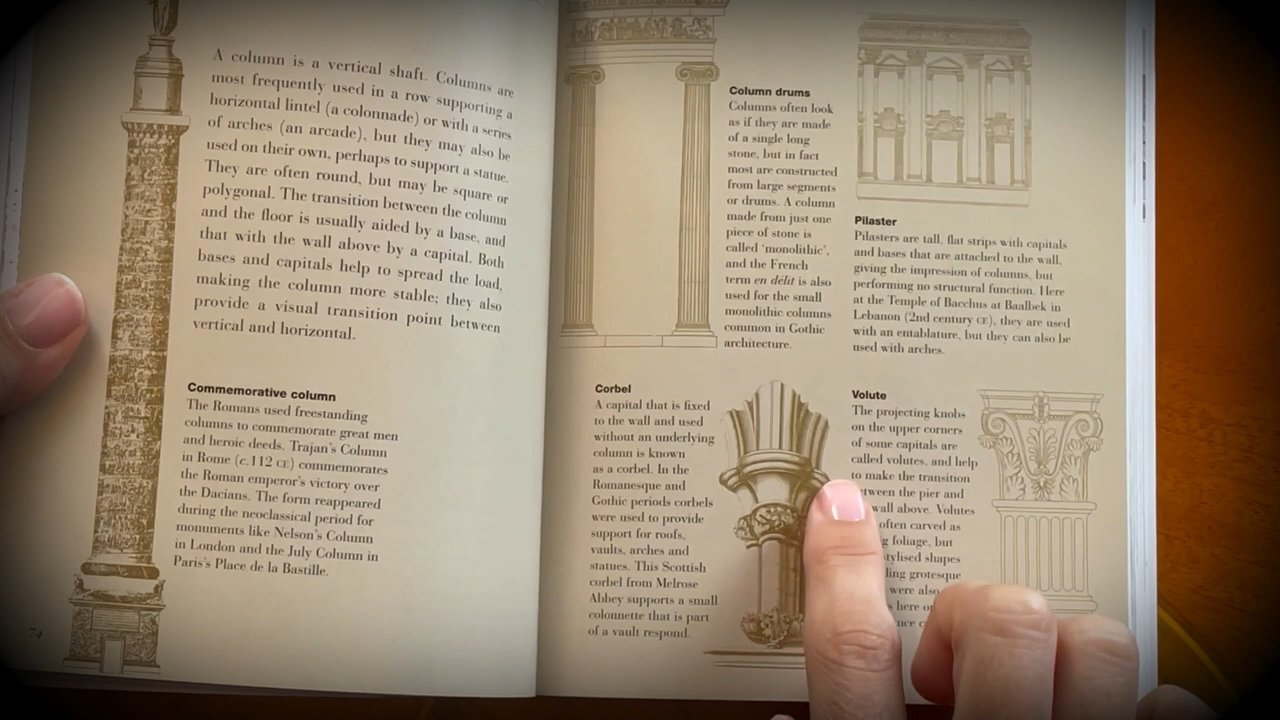 A column is a vertical shaft. Columns are
most frequently used in a row supporting a
horizontal lintel (a colonnade) or with a series
of arches (an arcade), but they may also be
used on their own, perhaps to support a statue.
They are often round, but may be square or
polygonal. The transition between the column
and the floor is usually aided by a base, and
that with the wall above by a capital. Both
bases and capitals help to spread the load,
making the column more stable; they also
provide a visual transition point between
vertical and horizontal.
Commemorative column
The Romans used freestanding
columns to commemorate great men
and heroic deeds. Trajan's Column
in Rome (c.112 CE) commemorates
the Roman emperor's victory over
the Dacians. The form reappeared
during the neoclassical period for
monuments like Nelson's Column
in London and the July Column in
Paris's Place de la Bastille.
74
Column drums
Columns often look
as if they are made
of a single long
stone, but in fact
most are constructed
from large segments
or drums. A column
made from just one
piece of stone is
called 'monolithic',
and the French
term en délit is also
used for the small
monolithic columns
common in Gothic
architecture.
Pilaster
Pilasters are tall, flat strips with capitals
and bases that are attached to the wall,
giving the impression of columns, but
performing no structural function. Here
at the Temple of Bacchus at Baalbek in
Lebanon (2nd century CE), they are used
with an entablature, but they can also be
used with arches.
Corbel
A capital that is fixed
to the wall and used
without an underlying
column is known
as a corbel. In the
Romanesque and
Gothic periods corbels
were used to provide
support for roofs,
vaults, arches and
statues. This Scottish
corbel from Melrose
Abbey supports a small
colonnette that is part
of a vault respond.
Volute
The projecting knobs
on the upper corners
of some capitals are
called volutes, and help
to make the transition
tween the pier and
wall above. Volutes
often carved as
g foliage, but
tylised shapes
ling grotesque
were also
s here o
nce c